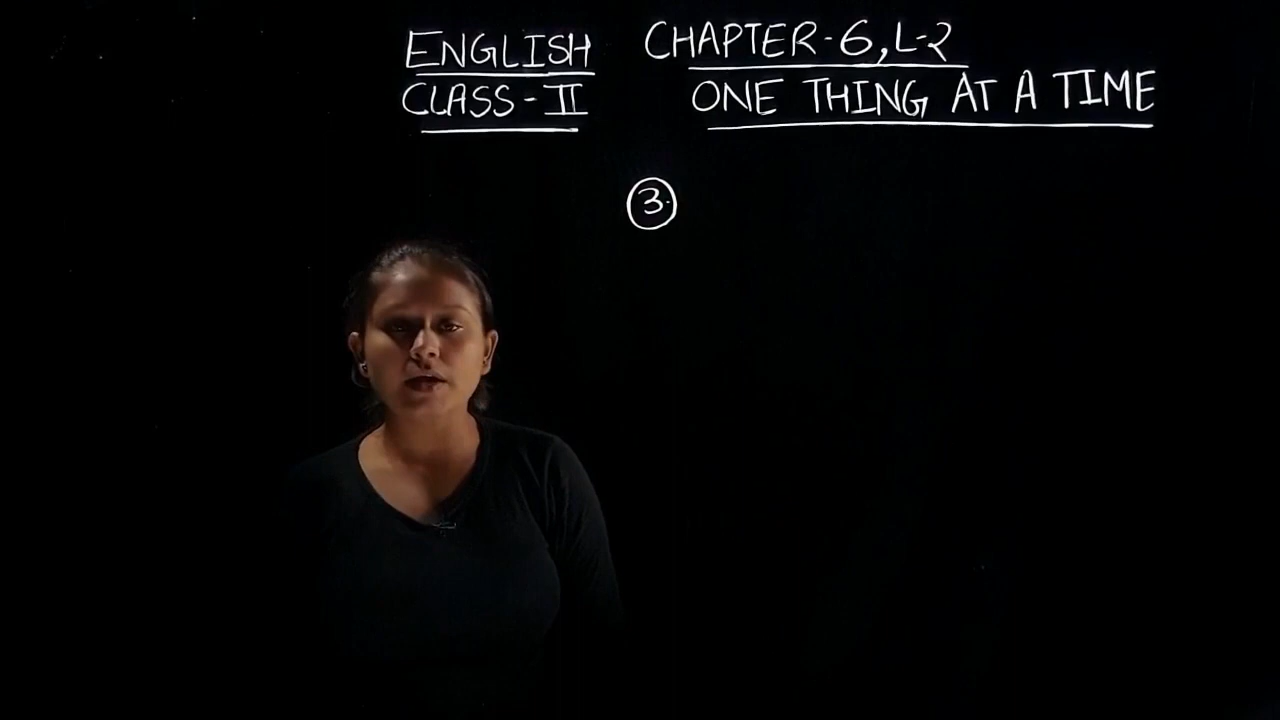 ENGLISH CHAPTER-6, L-2
CLASS-II ONE THING AT A TIME
3.